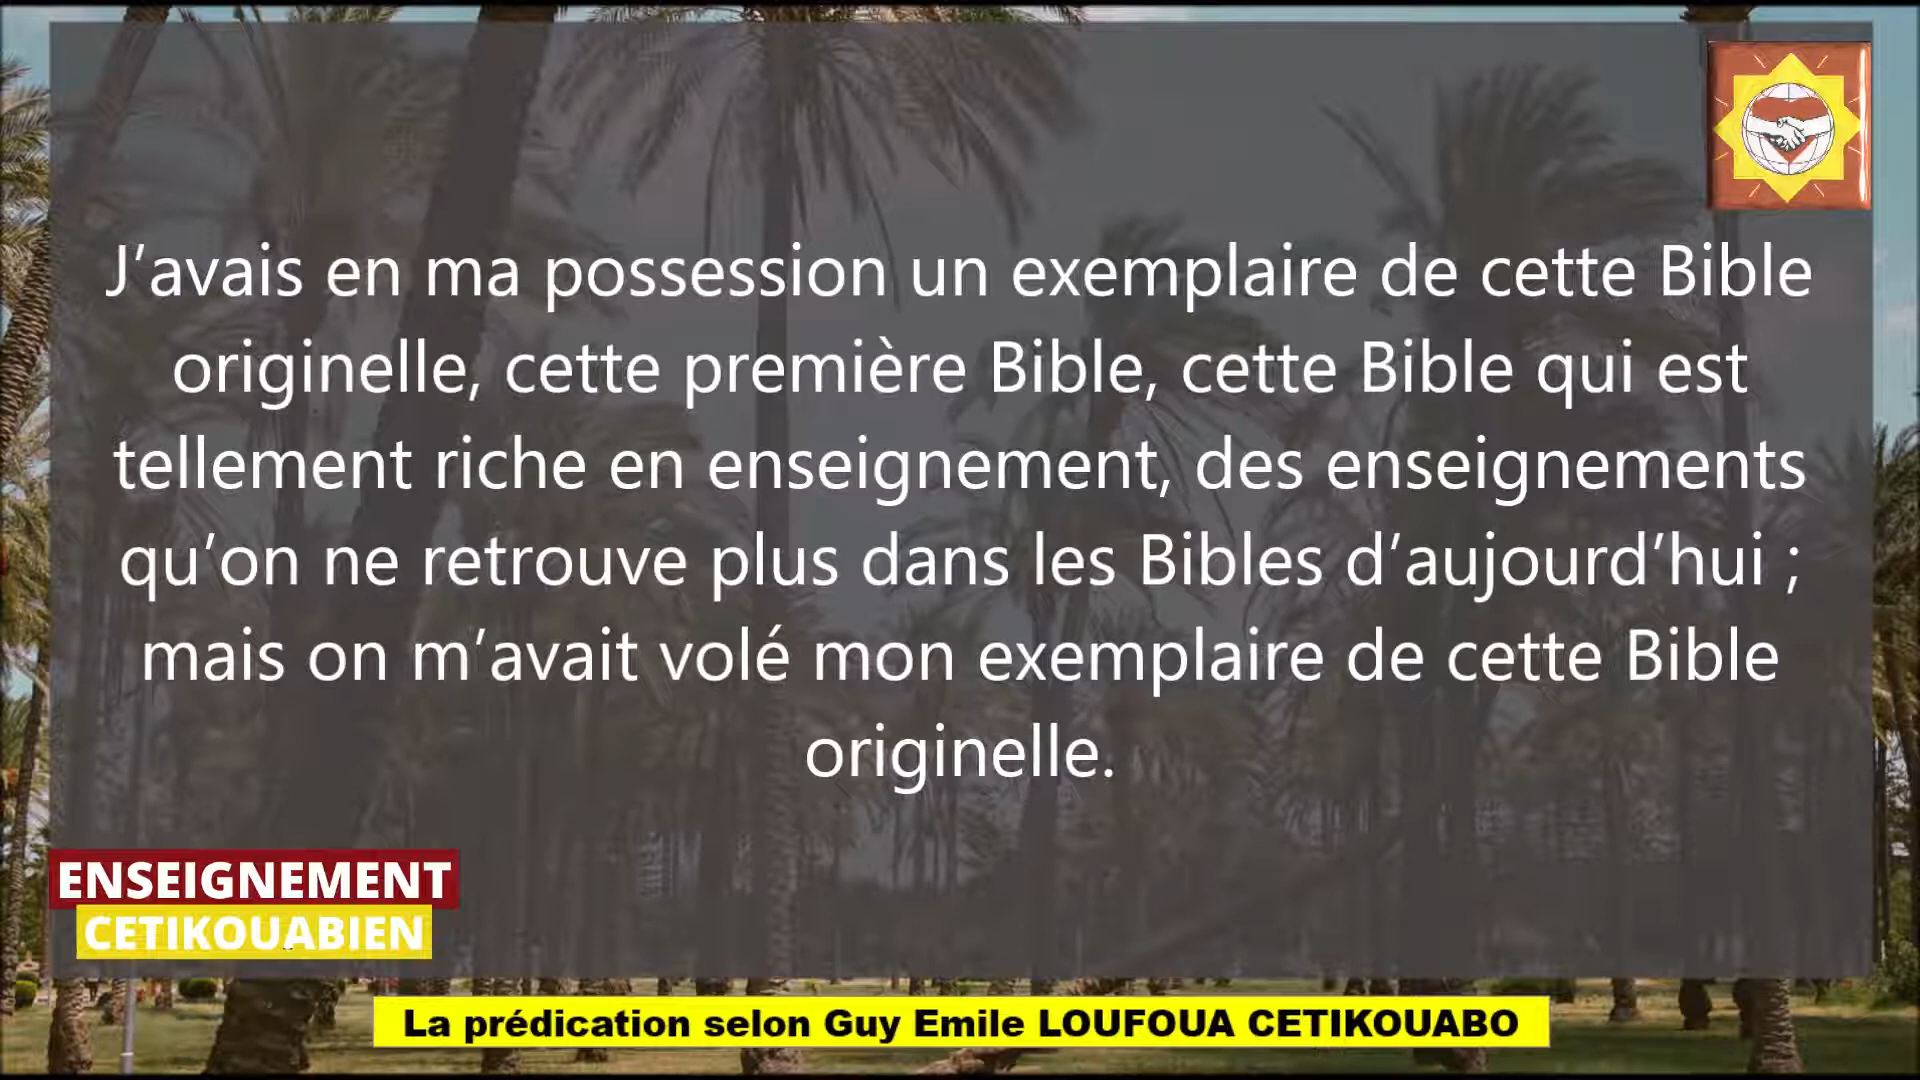 J’avais en ma possession un exemplaire de cette Bible
originelle, cette première Bible, cette Bible qui est
tellement riche en enseignement, des enseignements
qu’on ne retrouve plus dans les Bibles d’aujourd’hui ;
mais on m’avait volé mon exemplaire de cette Bible
originelle.
ENSEIGNEMENT
CETIKOUABIEN
La prédication selon Guy Emile LOUFOUA CETIKOUABO